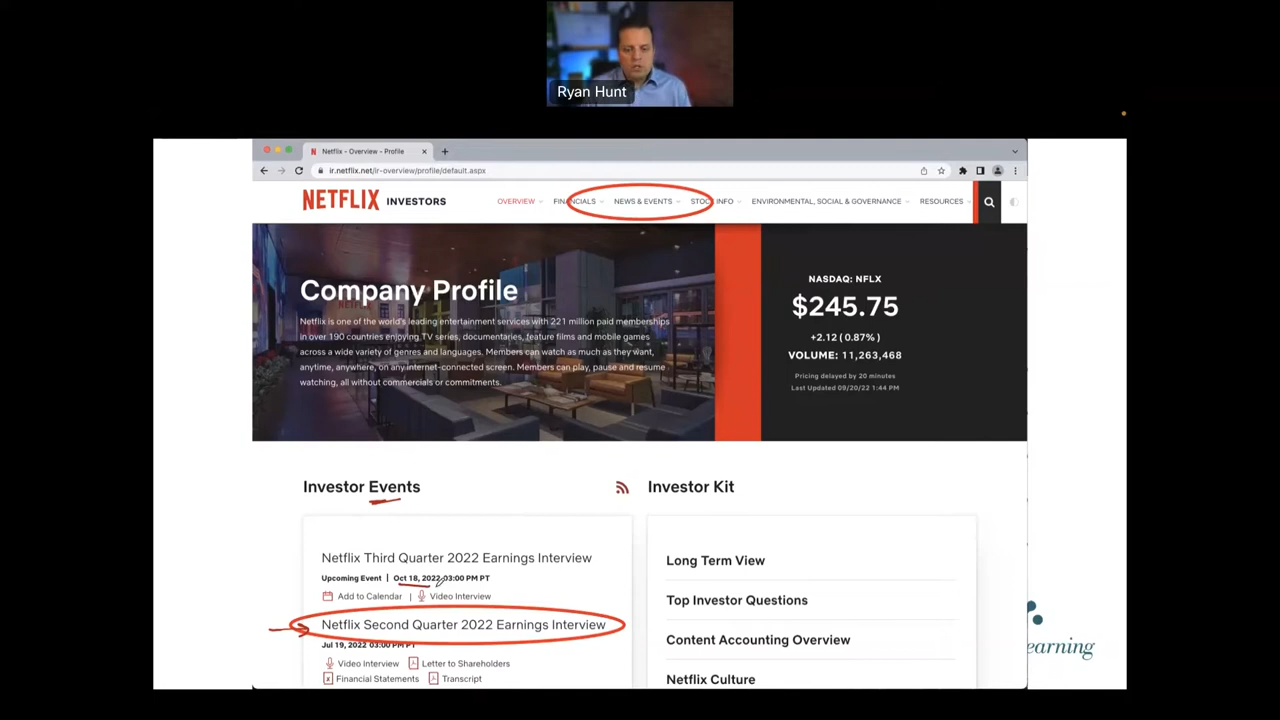 Ryan Hunt
Netflix - Overview - Profile
ir.netflix.net/ir-overview/profile/default.aspx
NETFLIX INVESTORS
OVERVIEW FINANCIALS NEWS & EVENTS STOCK INFO ENVIRONMENTAL, SOCIAL & GOVERNANCE RESOURCES
Company Profile
Netflix is one of the world's leading entertainment services with 221 million paid memberships
in over 190 countries enjoying TV series, documentaries, feature films and mobile games
across a wide variety of genres and languages. Members can watch as much as they want,
anytime, anywhere, on any internet-connected screen. Members can play, pause and resume
watching, all without commercials or commitments.
NASDAQ: NFLX
$245.75
+2.12 ( 0.87% )
VOLUME: 11,263,468
Pricing delayed by 20 minutes
Last Updated 09/20/22 1:44 PM
Investor Events
Netflix Third Quarter 2022 Earnings Interview
Upcoming Event | Oct 18, 2022 03:00 PM PT
Add to Calendar | Video Interview
Netflix Second Quarter 2022 Earnings Interview
Jul 19, 2022 03:00 PM PT
Video Interview Letter to Shareholders
Financial Statements Transcript
Investor Kit
Long Term View
Top Investor Questions
Content Accounting Overview
Netflix Culture
earning